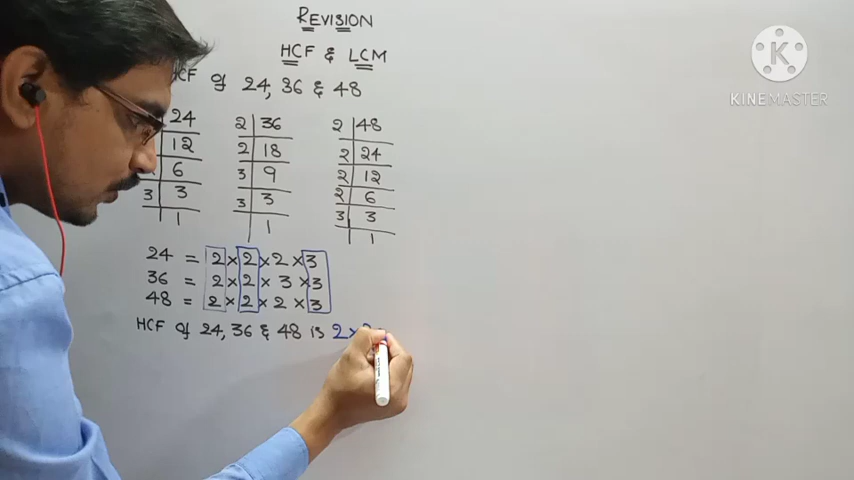 REVISION
HCF & LCM
HCF of 24, 36 & 48
24 2 36 2 48
12 2 18 2 24
6 3 9 2 12
3 3 3 3 2 6
1 1 3 3
1
24 = 2 × 2 × 2 × 3
36 = 2 × 2 × 3 × 3
48 = 2 × 2 × 2 × 3
HCF of 24, 36 & 48 is 2 ×
K
KINEMASTER